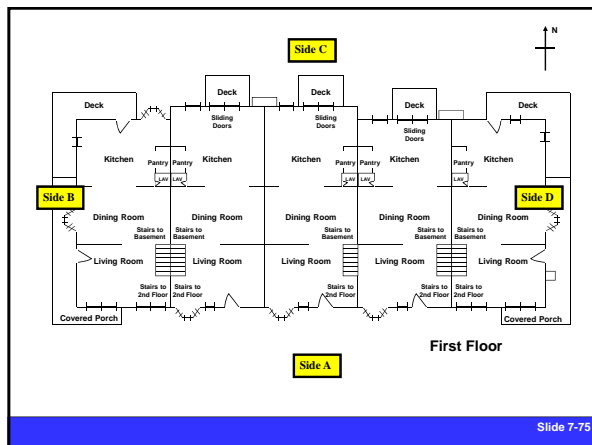 Side C
N
Deck
Deck
Deck
Deck
Deck
Sliding
Doors
Sliding
Doors
Sliding
Doors
Kitchen
Kitchen
Kitchen
Kitchen
Kitchen
Pantry
Pantry
Pantry
Pantry
Pantry
LAV
LAV
LAV
LAV
LAV
Side B
Side D
Dining Room
Dining Room
Dining Room
Dining Room
Dining Room
Stairs to
Basement
Stairs to
Basement
Stairs to
Basement
Stairs to
Basement
Stairs to
Basement
Living Room
Living Room
Living Room
Living Room
Living Room
Stairs to
2nd Floor
Stairs to
2nd Floor
Stairs to
2nd Floor
Stairs to
2nd Floor
Stairs to
2nd Floor
Covered Porch
Covered Porch
First Floor
Side A
Slide 7-75